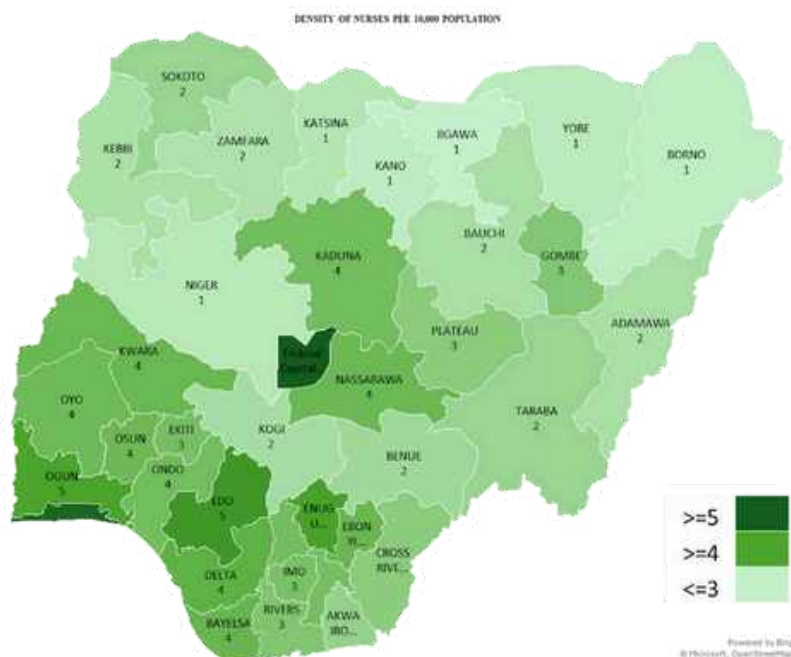 DENSITY OF NURSES PER 10,000 POPULATION
SOKOTO
2
KEBBI
2
ZAMFARA
2
KATSINA
1
KANO
1
JIGAWA
1
YOBE
1
BORNO
1
BAUCHI
2
GOMBE
3
KADUNA
4
NIGER
1
ADAMAWA
2
PLATEAU
3
Federal
Capital...
KWARA
4
NASSARAWA
4
TARABA
2
OYO
4
OSUN
4
EKITI
3
KOGI
2
BENUE
2
ONDO
4
OGUN
5
EDO
5
ENUG
U...
EBON
YI...
CROSS
RIVE...
DELTA
4
IMO
3
RIVERS
3
AKWA
IBO...
BAYELSA
4
>=5
>=4
<=3
Powered by Bing
© Microsoft, OpenStreetMap